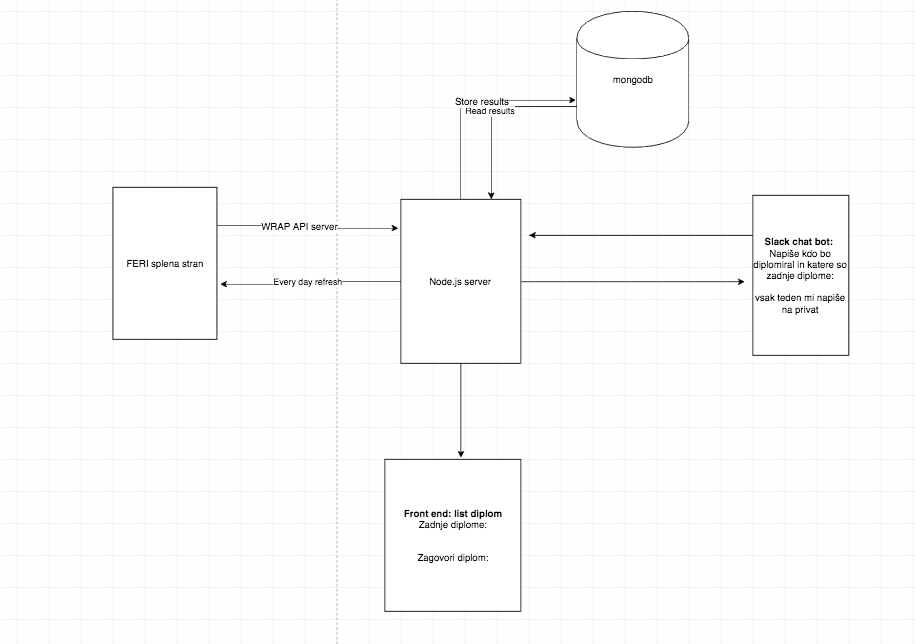 mongodb
Store results
Read results
WRAP API server
FERI splena stran
Every day refresh
Node.js server
Slack chat bot:
Napiše kdo bo
diplomiral in katere so
zadnje diplome:
vsak teden mi napiše
na privat
Front end: list diplom
Zadnje diplome:
Zagovori diplom: